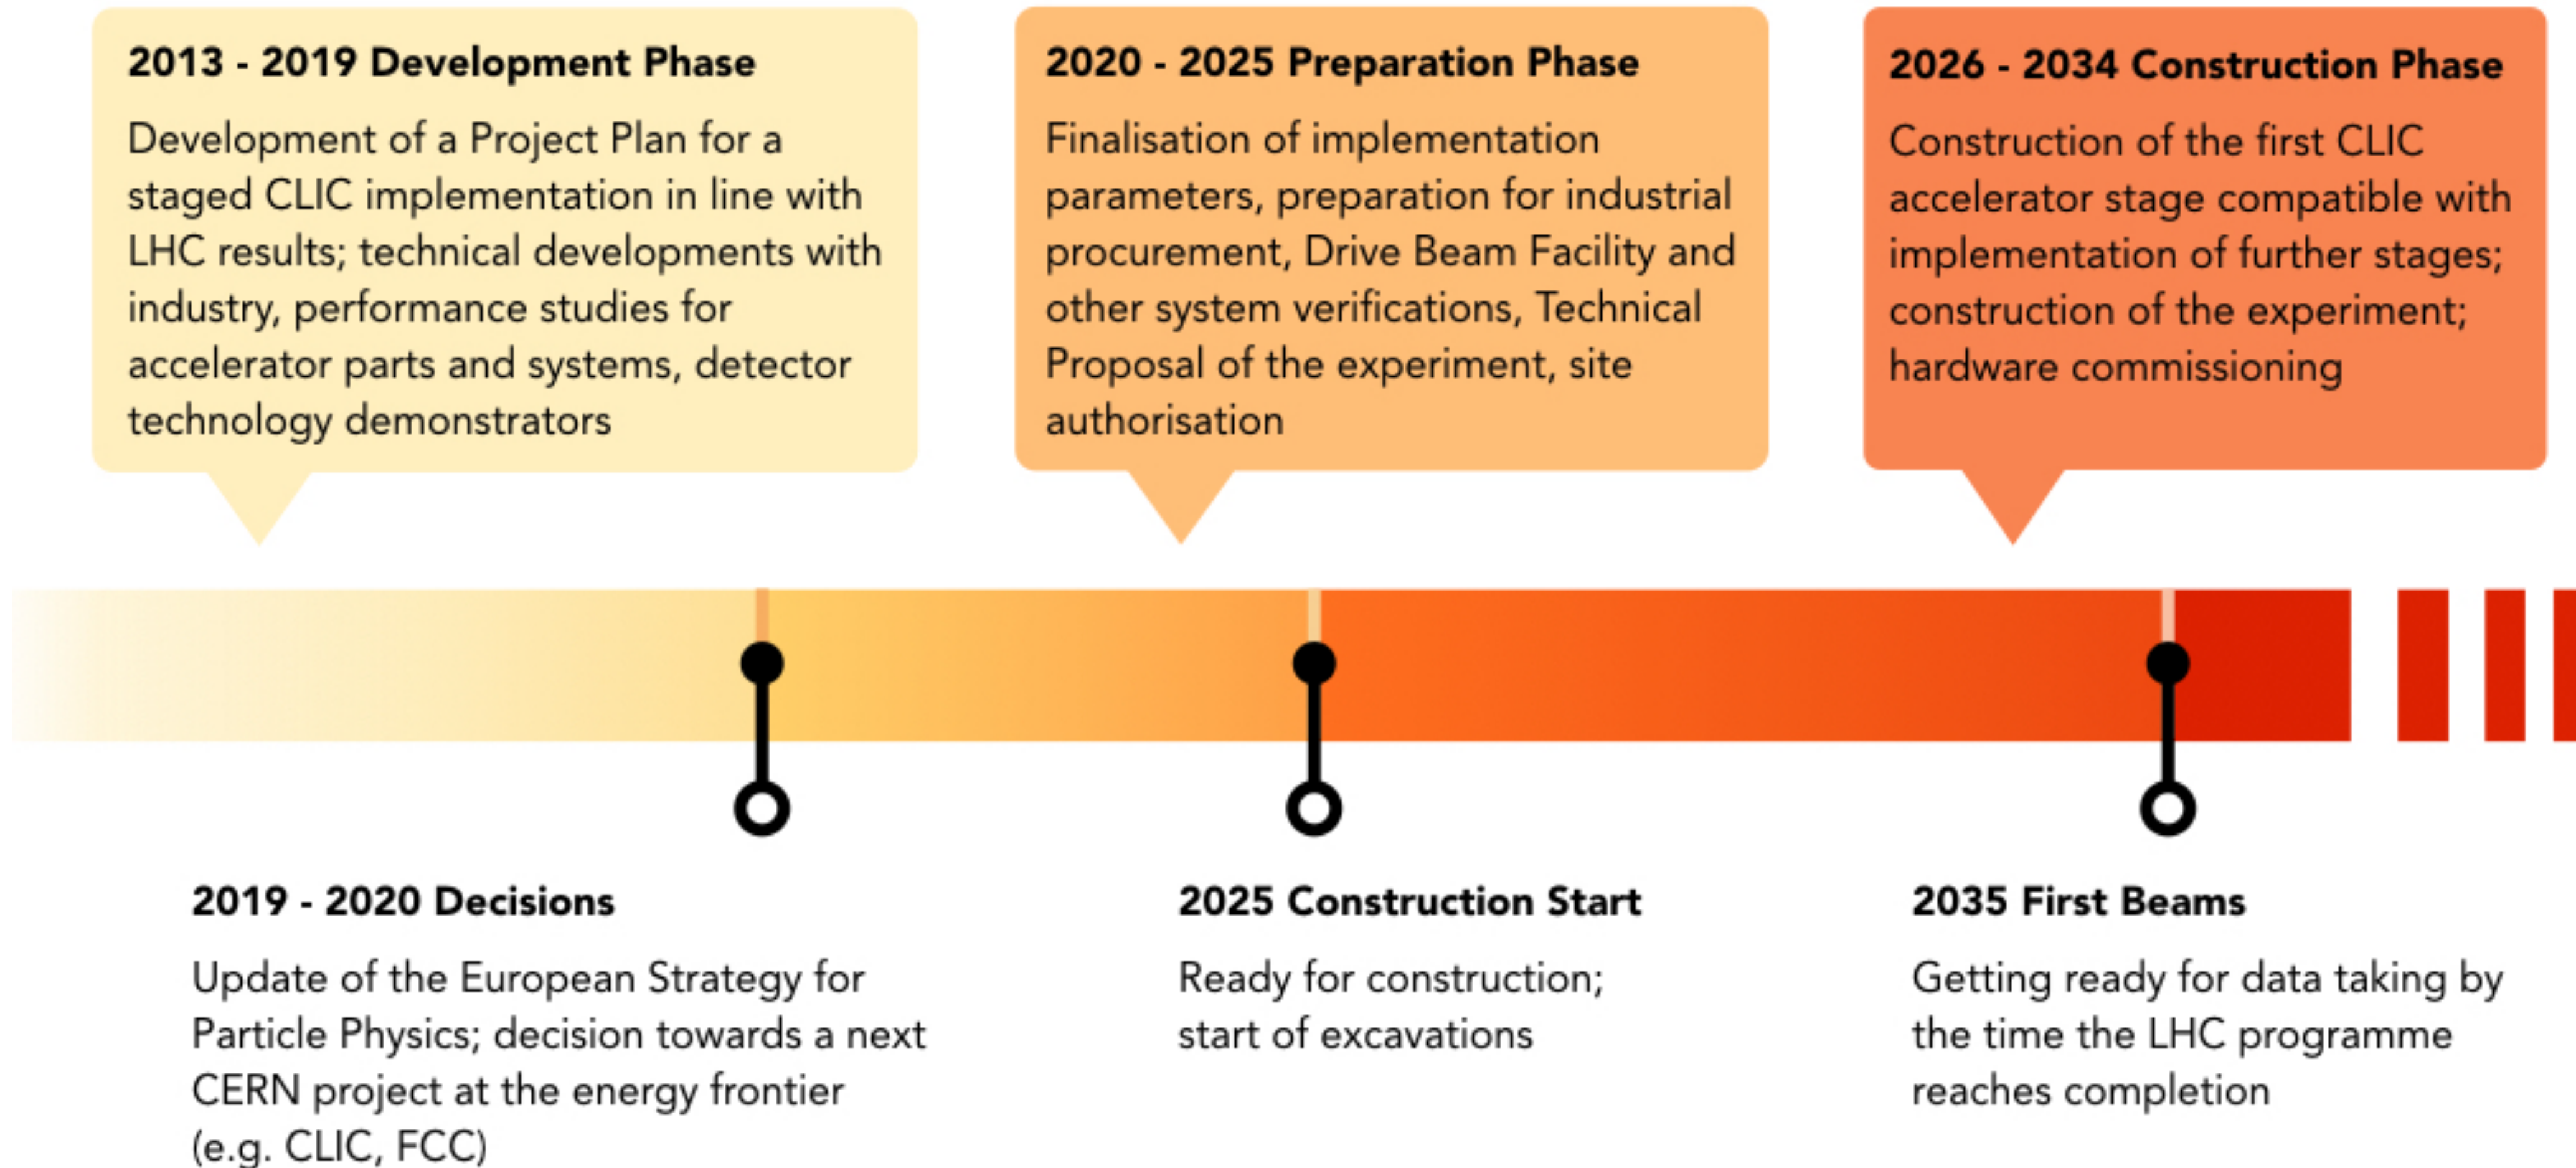 2013 - 2019 Development Phase
Development of a Project Plan for a
staged CLIC implementation in line with
LHC results; technical developments with
industry, performance studies for
accelerator parts and systems, detector
technology demonstrators
2020 - 2025 Preparation Phase
Finalisation of implementation
parameters, preparation for industrial
procurement, Drive Beam Facility and
other system verifications, Technical
Proposal of the experiment, site
authorisation
2026 - 2034 Construction Phase
Construction of the first CLIC
accelerator stage compatible with
implementation of further stages;
construction of the experiment;
hardware commissioning
2019 - 2020 Decisions
Update of the European Strategy for
Particle Physics; decision towards a next
CERN project at the energy frontier
(e.g. CLIC, FCC)
2025 Construction Start
Ready for construction;
start of excavations
2035 First Beams
Getting ready for data taking by
the time the LHC programme
reaches completion